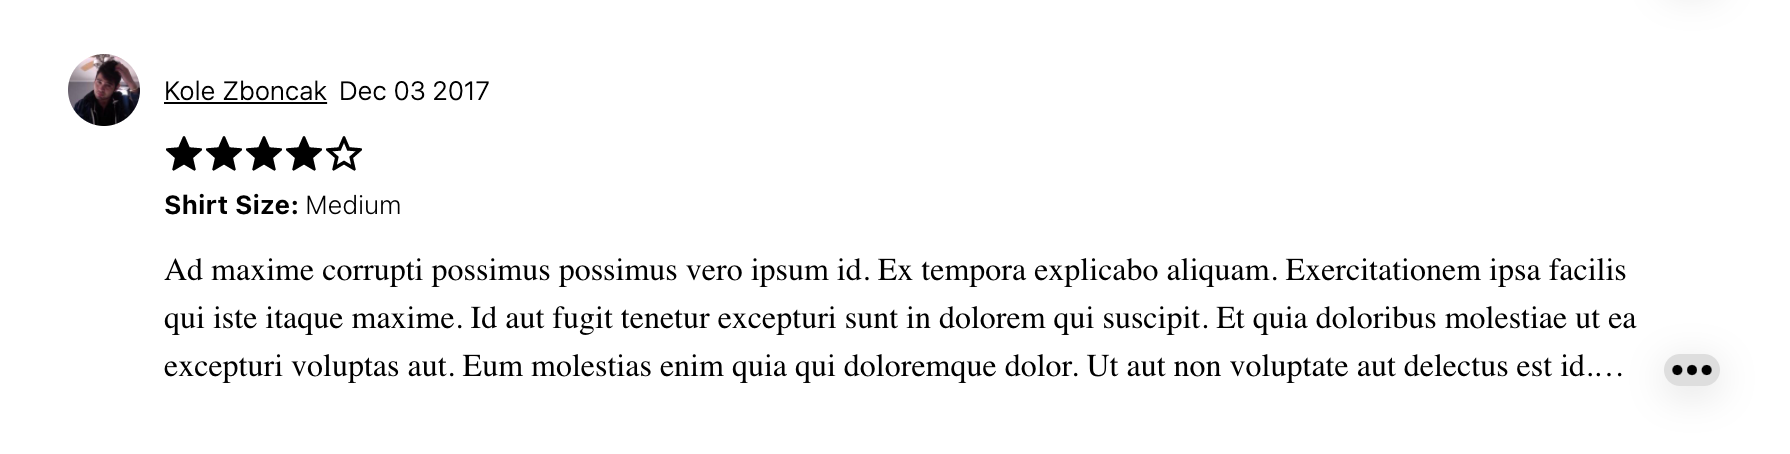 Kole Zboncak Dec 03 2017
Shirt Size: Medium
Ad maxime corrupti possimus possimus vero ipsum id. Ex tempora explicabo aliquam. Exercitationem ipsa facilis
qui iste itaque maxime. Id aut fugit tenetur excepturi sunt in dolorem qui suscipit. Et quia doloribus molestiae ut ea
excepturi voluptas aut. Eum molestias enim quia qui doloremque dolor. Ut aut non voluptate aut delectus est id.…